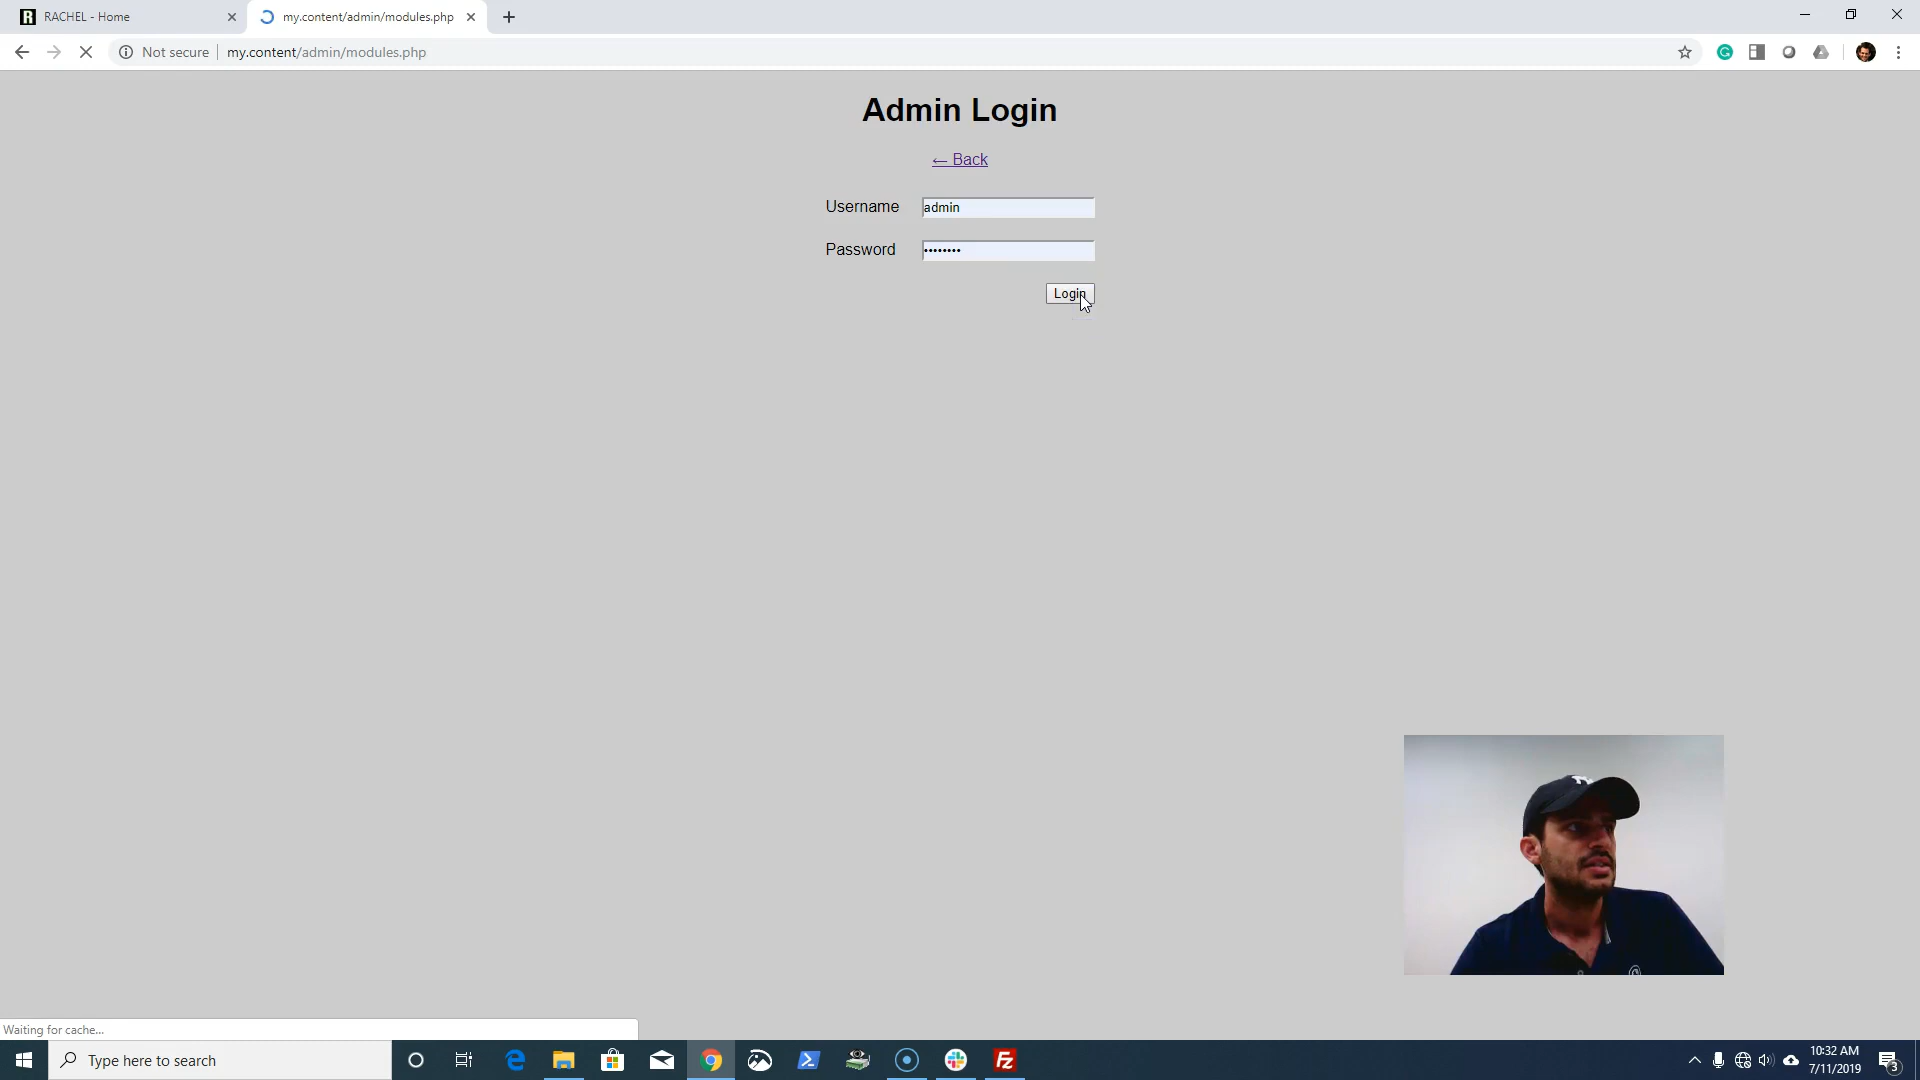 RACHEL - Home
my.content/admin/modules.php
Not secure
my.content/admin/modules.php
Admin Login
← Back
Username
admin
Password
••••••••
Login
Waiting for cache...
Type here to search
10:32 AM
7/11/2019
3